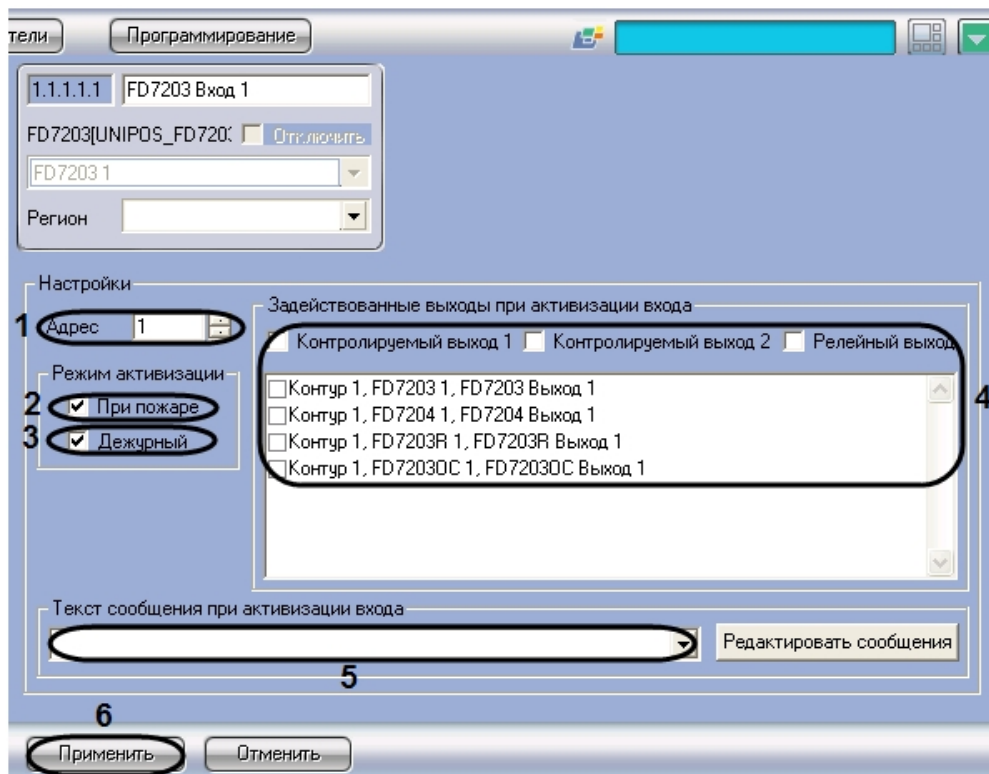 тели
Программирование
1.1.1.1.1
FD7203 Вход 1
FD7203[UNIPOS_FD720
Отключить
FD7203 1
Регион
Настройки
1
Адрес
1
Режим активизации
2
При пожаре
3
Дежурный
Задействованные выходы при активизации входа
Контролируемый выход 1
Контролируемый выход 2
Релейный выход
4
Контур 1, FD7203 1, FD7203 Выход 1
Контур 1, FD7204 1, FD7204 Выход 1
Контур 1, FD7203R 1, FD7203R Выход 1
Контур 1, FD7203OC 1, FD7203OC Выход 1
Текст сообщения при активизации входа
Редактировать сообщения
5
6
Применить
Отменить